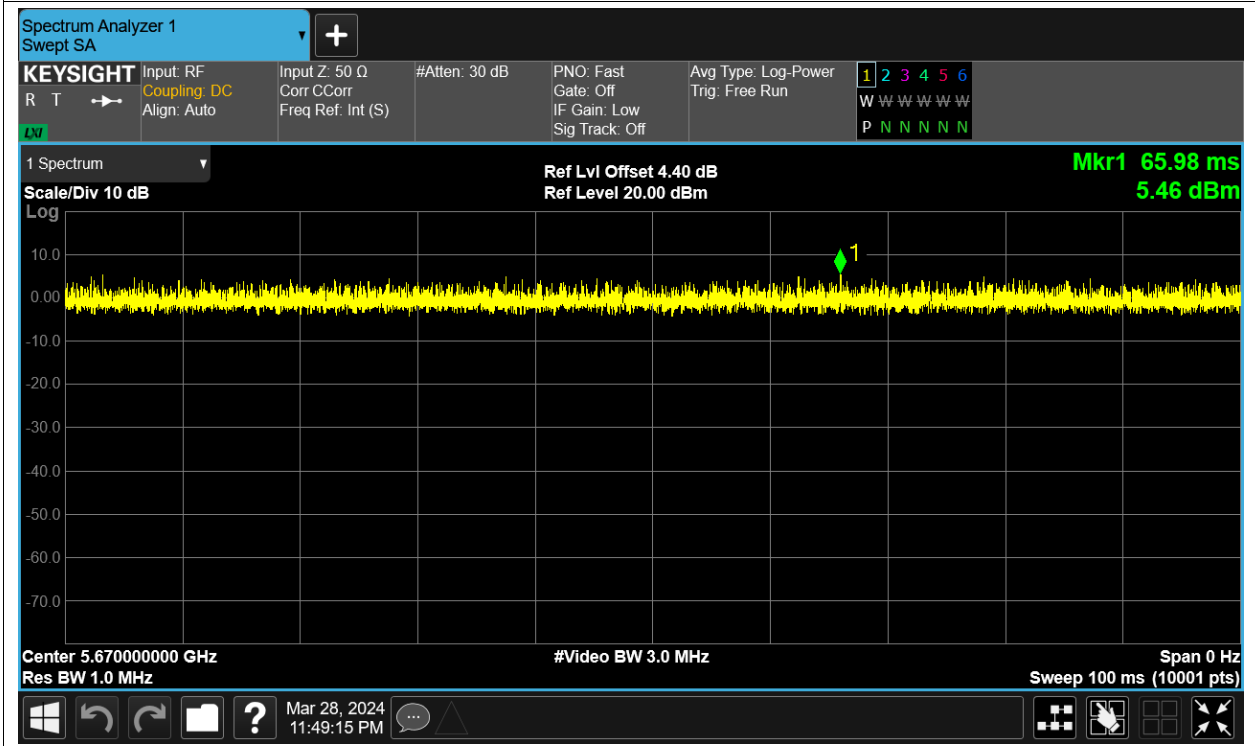 Spectrum Analyzer 1
Swept SA
KEYSIGHT
R T
LXI
Input: RF
Coupling: DC
Align: Auto
Input Z: 50 Ω
Corr CCorr
Freq Ref: Int (S)
#Atten: 30 dB
PNO: Fast
Gate: Off
IF Gain: Low
Sig Track: Off
Avg Type: Log-Power
Trig: Free Run
1 2 3 4 5 6
W W W W W W
P N N N N N
1 Spectrum
Scale/Div 10 dB
Log
Ref Lvl Offset 4.40 dB
Ref Level 20.00 dBm
Mkr1 65.98 ms
5.46 dBm
1
10.0
0.00
-10.0
-20.0
-30.0
-40.0
-50.0
-60.0
-70.0
Center 5.670000000 GHz
Res BW 1.0 MHz
#Video BW 3.0 MHz
Span 0 Hz
Sweep 100 ms (10001 pts)
?
Mar 28, 2024
11:49:15 PM